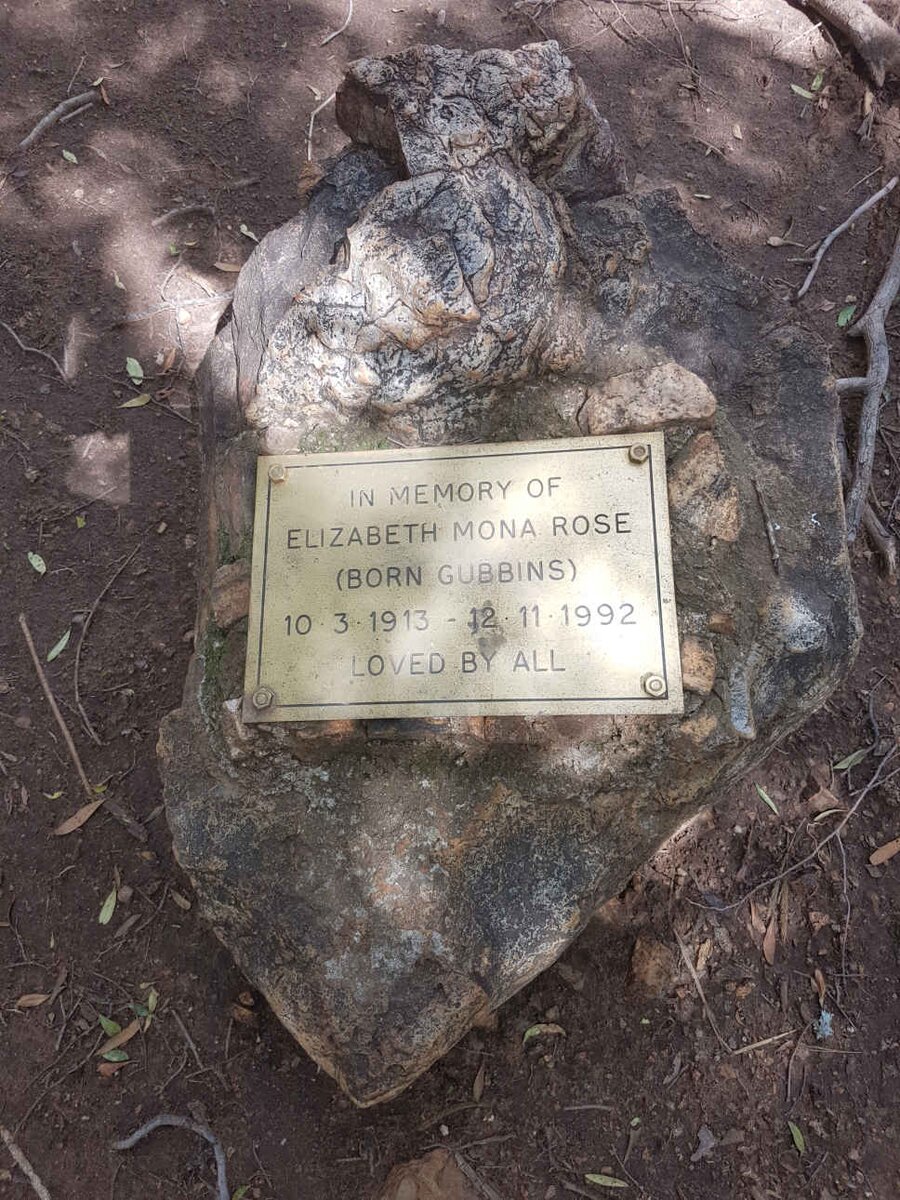 IN MEMORY OF
ELIZABETH MONA ROSE
(BORN GUBBINS)
10 · 3 · 1913 - 12 · 11 · 1992
LOVED BY ALL